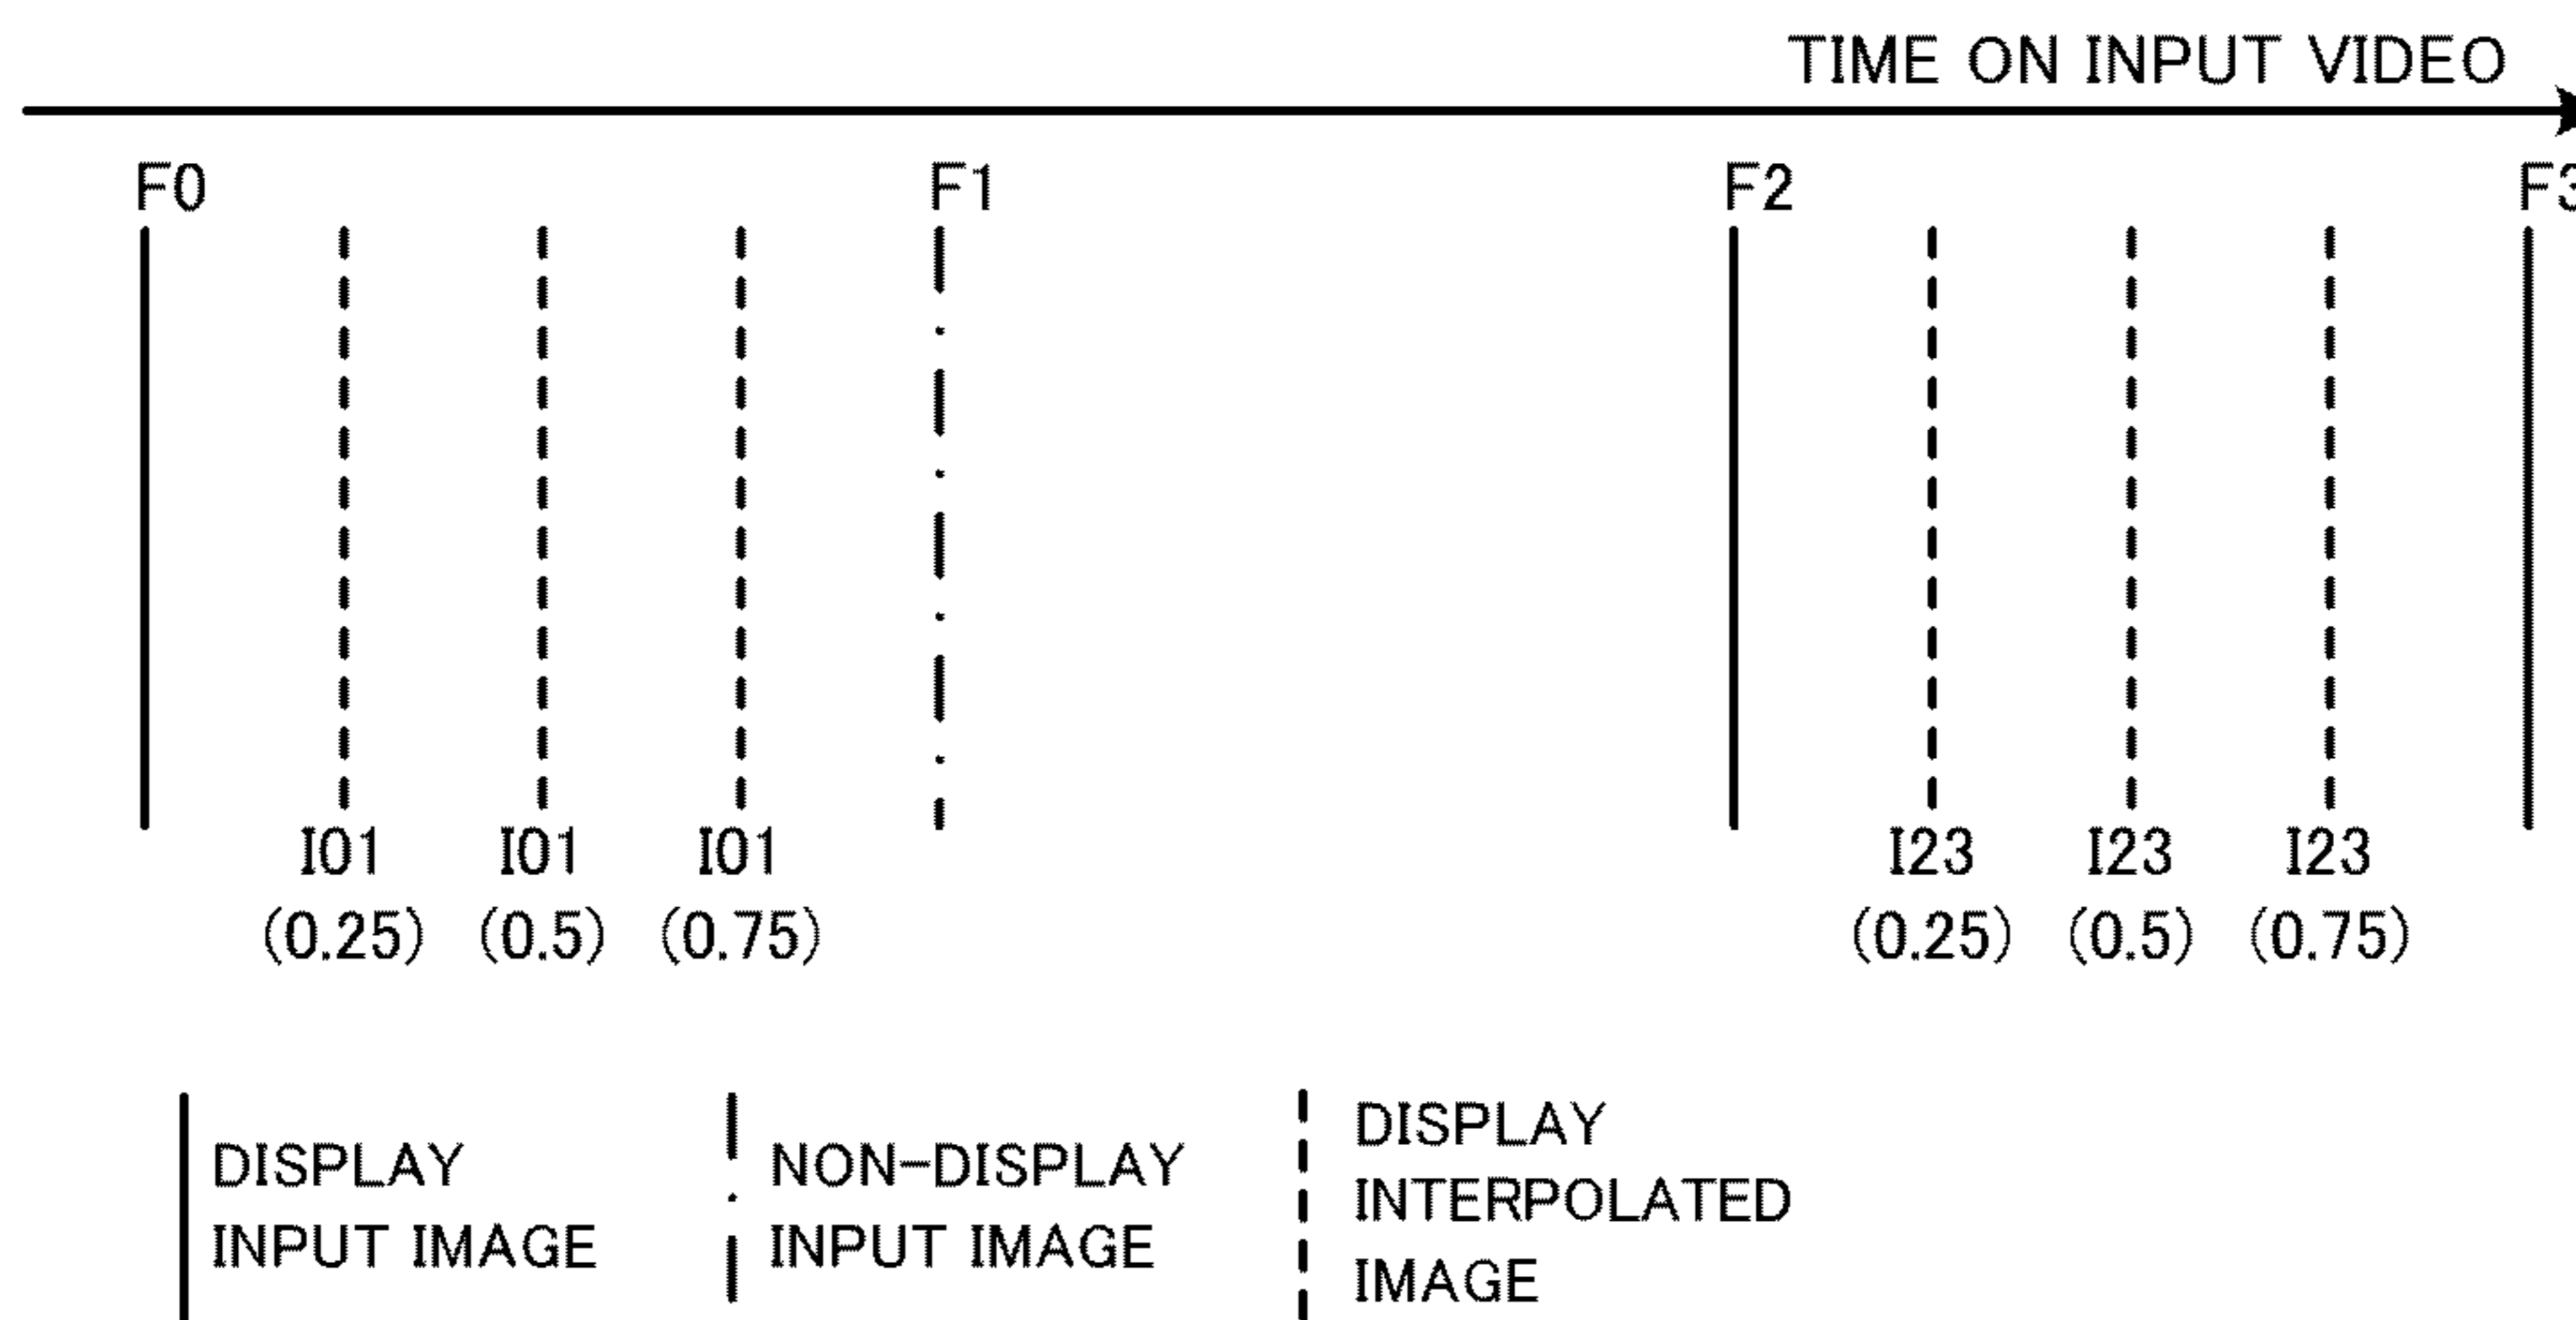 TIME ON INPUT VIDEO
F0 F1 F2 F3
I01 I01 I01 I23 I23 I23
(0.25) (0.5) (0.75) (0.25) (0.5) (0.75)
DISPLAY
INPUT IMAGE
NON-DISPLAY
INPUT IMAGE
DISPLAY
INTERPOLATED
IMAGE